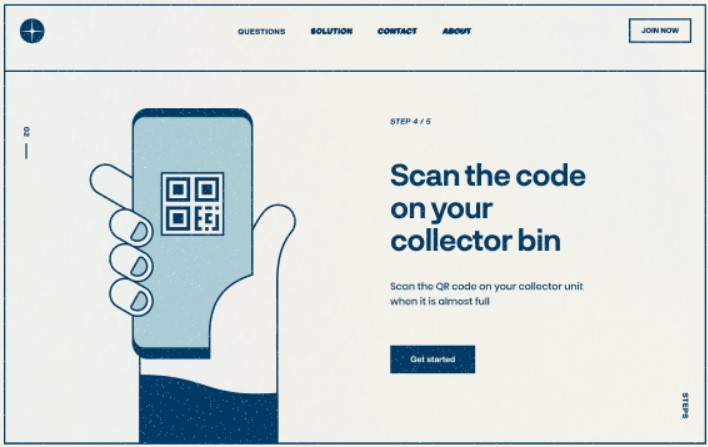 QUESTIONS SOLUTION CONTACT ABOUT JOIN NOW
02
STEP 4 / 5
Scan the code
on your
collector bin
Scan the QR code on your collector unit
when it is almost full
Get started
STEPS